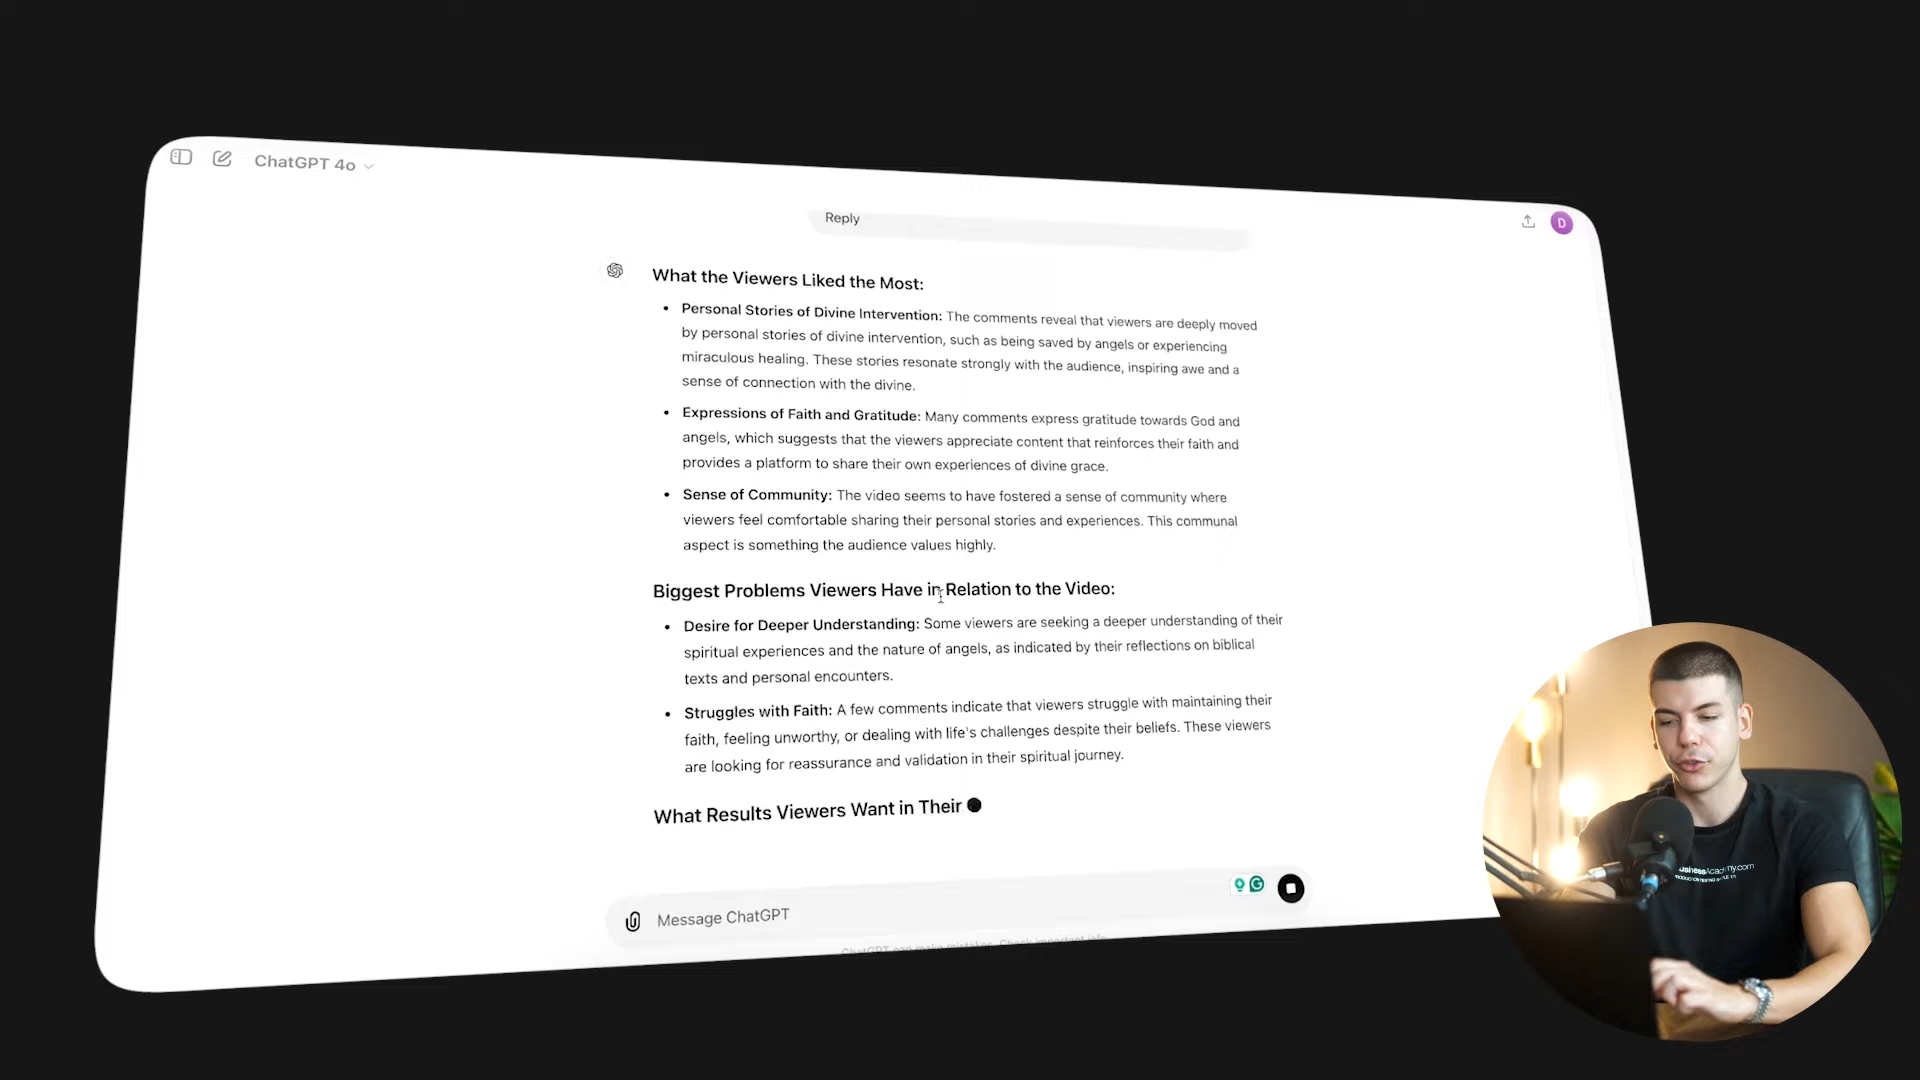 ChatGPT 4o
Reply
D
What the Viewers Liked the Most:
• Personal Stories of Divine Intervention: The comments reveal that viewers are deeply moved
by personal stories of divine intervention, such as being saved by angels or experiencing
miraculous healing. These stories resonate strongly with the audience, inspiring awe and a
sense of connection with the divine.
• Expressions of Faith and Gratitude: Many comments express gratitude towards God and
angels, which suggests that the viewers appreciate content that reinforces their faith and
provides a platform to share their own experiences of divine grace.
• Sense of Community: The video seems to have fostered a sense of community where
viewers feel comfortable sharing their personal stories and experiences. This communal
aspect is something the audience values highly.
Biggest Problems Viewers Have in Relation to the Video:
• Desire for Deeper Understanding: Some viewers are seeking a deeper understanding of their
spiritual experiences and the nature of angels, as indicated by their reflections on biblical
texts and personal encounters.
• Struggles with Faith: A few comments indicate that viewers struggle with maintaining their
faith, feeling unworthy, or dealing with life's challenges despite their beliefs. These viewers
are looking for reassurance and validation in their spiritual journey.
What Results Viewers Want in Their
Message ChatGPT
ChatGPT can make mistakes. Check important info.